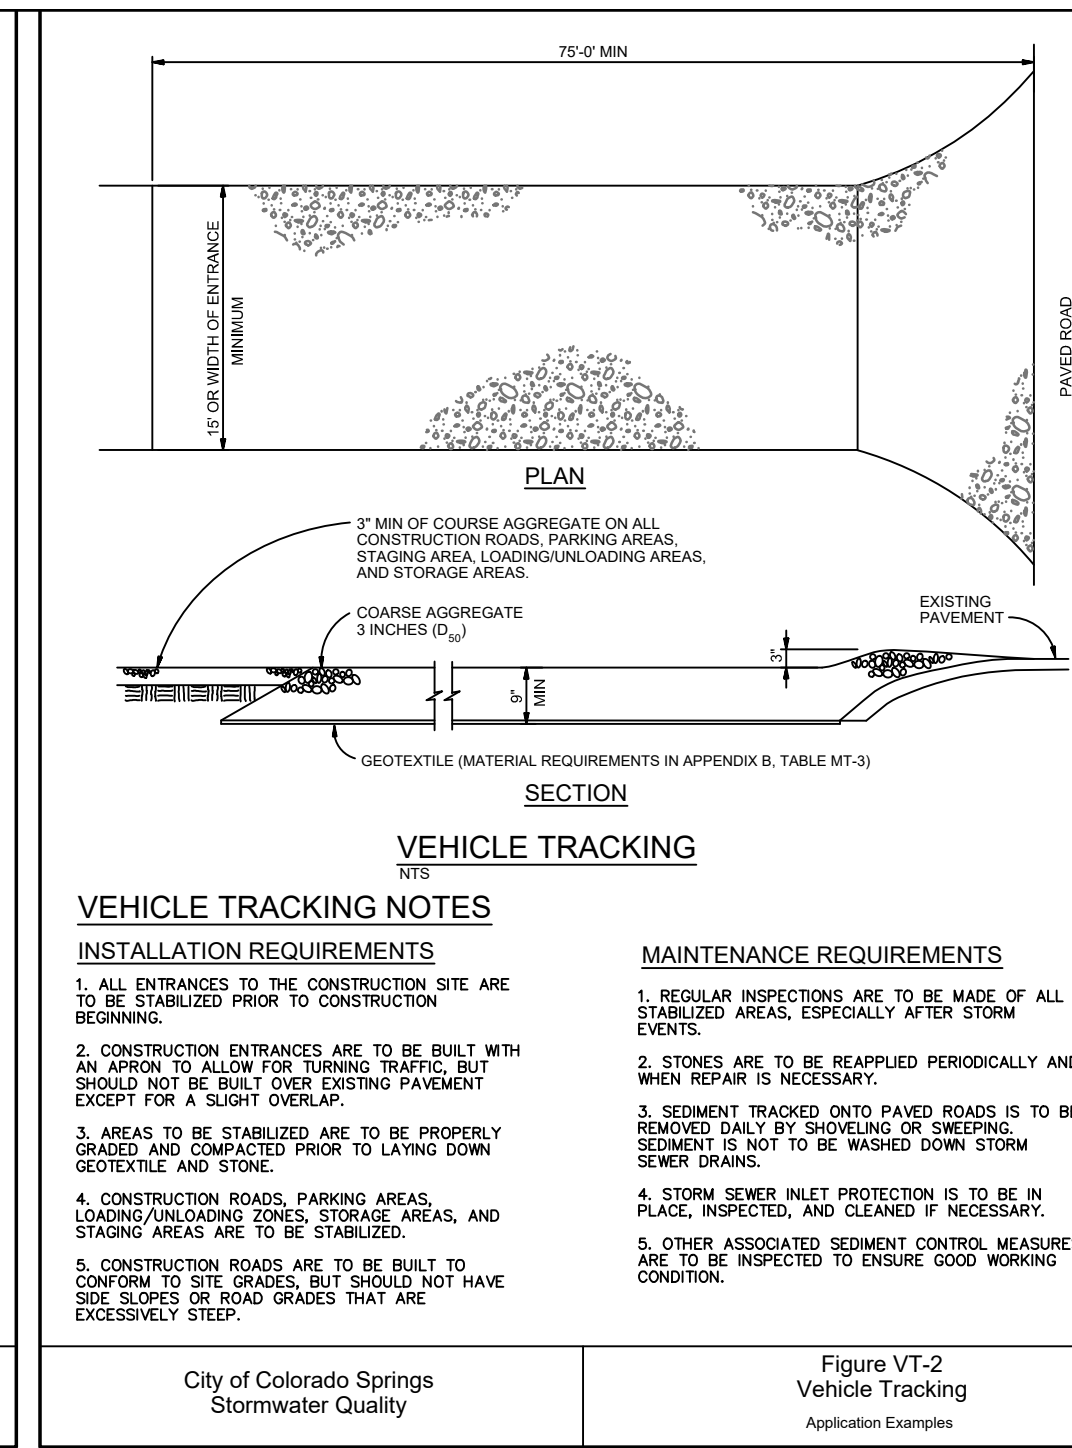 75'-0' MIN
15' OR WIDTH OF ENTRANCE
MINIMUM
PAVED ROAD
PLAN
3" MIN OF COURSE AGGREGATE ON ALL
CONSTRUCTION ROADS, PARKING AREAS,
STAGING AREA, LOADING/UNLOADING AREAS,
AND STORAGE AREAS.
COARSE AGGREGATE
3 INCHES (D50)
EXISTING
PAVEMENT
3"
9"
MIN
GEOTEXTILE (MATERIAL REQUIREMENTS IN APPENDIX B, TABLE MT-3)
SECTION
VEHICLE TRACKING
NTS
VEHICLE TRACKING NOTES
INSTALLATION REQUIREMENTS
1. ALL ENTRANCES TO THE CONSTRUCTION SITE ARE
TO BE STABILIZED PRIOR TO CONSTRUCTION
BEGINNING.
2. CONSTRUCTION ENTRANCES ARE TO BE BUILT WITH
AN APRON TO ALLOW FOR TURNING TRAFFIC, BUT
SHOULD NOT BE BUILT OVER EXISTING PAVEMENT
EXCEPT FOR A SLIGHT OVERLAP.
3. AREAS TO BE STABILIZED ARE TO BE PROPERLY
GRADED AND COMPACTED PRIOR TO LAYING DOWN
GEOTEXTILE AND STONE.
4. CONSTRUCTION ROADS, PARKING AREAS,
LOADING/UNLOADING ZONES, STORAGE AREAS, AND
STAGING AREAS ARE TO BE STABILIZED.
5. CONSTRUCTION ROADS ARE TO BE BUILT TO
CONFORM TO SITE GRADES, BUT SHOULD NOT HAVE
SIDE SLOPES OR ROAD GRADES THAT ARE
EXCESSIVELY STEEP.
MAINTENANCE REQUIREMENTS
1. REGULAR INSPECTIONS ARE TO BE MADE OF ALL
STABILIZED AREAS, ESPECIALLY AFTER STORM
EVENTS.
2. STONES ARE TO BE REAPPLIED PERIODICALLY AND
WHEN REPAIR IS NECESSARY.
3. SEDIMENT TRACKED ONTO PAVED ROADS IS TO BE
REMOVED DAILY BY SHOVELING OR SWEEPING.
SEDIMENT IS NOT TO BE WASHED DOWN STORM
SEWER DRAINS.
4. STORM SEWER INLET PROTECTION IS TO BE IN
PLACE, INSPECTED, AND CLEANED IF NECESSARY.
5. OTHER ASSOCIATED SEDIMENT CONTROL MEASURE
ARE TO BE INSPECTED TO ENSURE GOOD WORKING
CONDITION.
City of Colorado Springs
Stormwater Quality
Figure VT-2
Vehicle Tracking
Application Examples